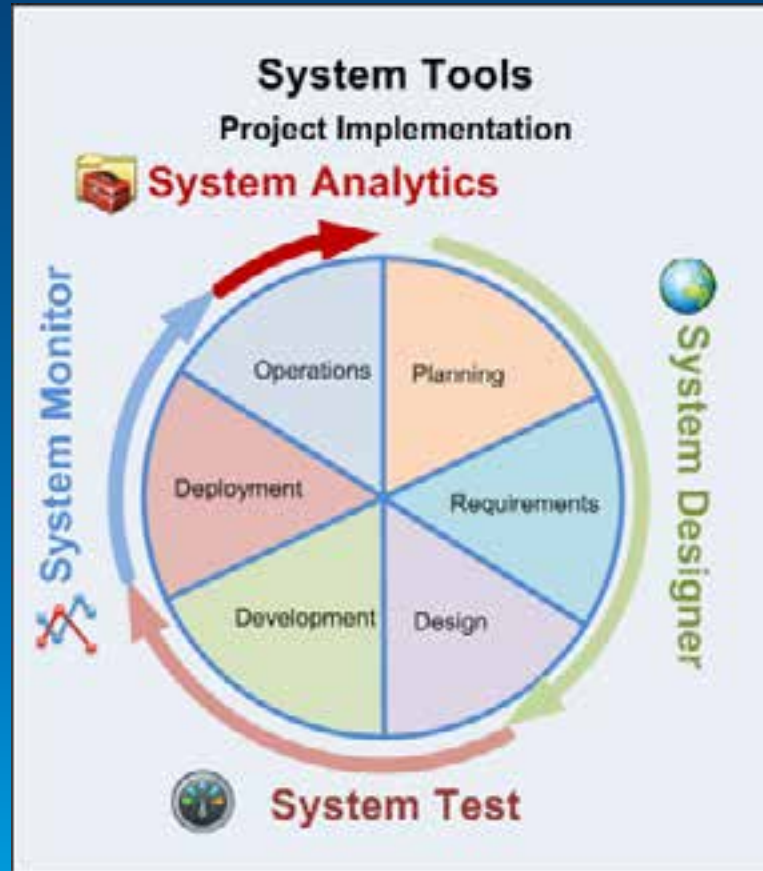 System Tools
Project Implementation
System Analytics
System Monitor
System Designer
Operations
Planning
Deployment
Requirements
Development
Design
System Test